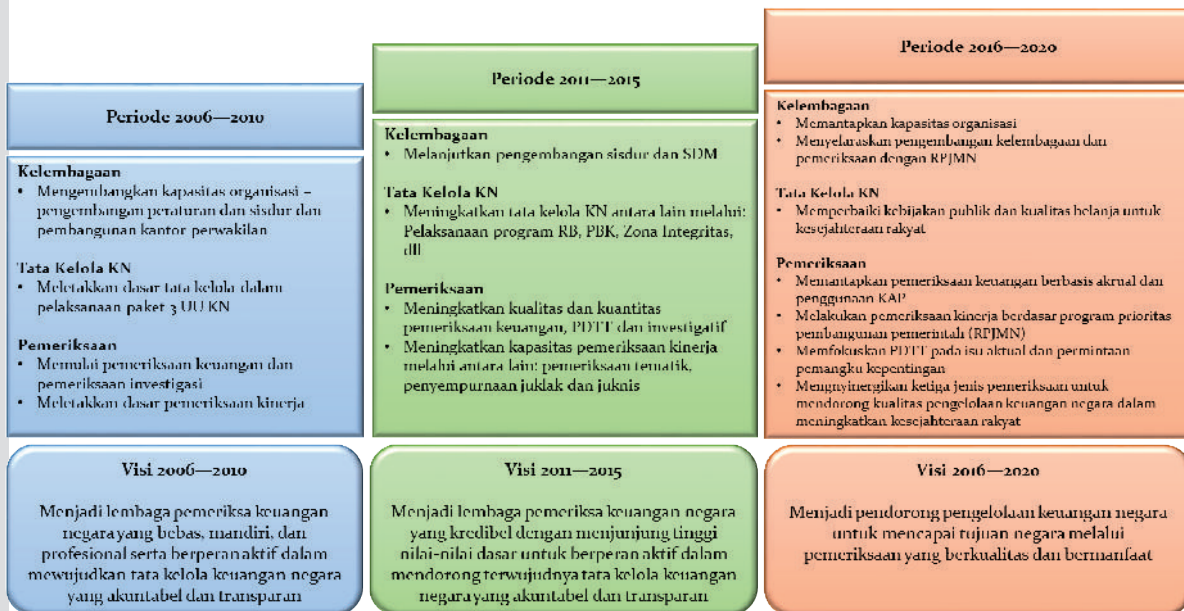 Periode 2006—2010
Kelembagaan
• Mengembangkan kapasitas organisasi –
pengembangan peraturan dan sisdur dan
pembangunan kantor perwakilan
Tata Kelola KN
• Meletakkan dasar tata kelola dalam
pelaksanaan paket 3 UU KN
Pemeriksaan
• Memulai pemeriksaan keuangan dan
pemeriksaan investigasi
• Meletakkan dasar pemeriksaan kinerja
Visi 2006—2010
Menjadi lembaga pemeriksa keuangan
negara yang bebas, mandiri, dan
profesional serta berperan aktif dalam
mewujudkan tata kelola keuangan negara
yang akuntabel dan transparan
Periode 2011—2015
Kelembagaan
• Melanjutkan pengembangan sisdur dan SDM
Tata Kelola KN
• Meningkatkan tata kelola KN antara lain melalui:
Pelaksanaan program RB, PBK, Zona Integritas,
dll
Pemeriksaan
• Meningkatkan kualitas dan kuantitas
pemeriksaan keuangan, PDTT dan investigatif
• Meningkatkan kapasitas pemeriksaan kinerja
melalui antara lain: pemeriksaan tematik,
penyempurnaan juklak dan juknis
Visi 2011—2015
Menjadi lembaga pemeriksa keuangan negara
yang kredibel dengan menjunjung tinggi
nilai-nilai dasar untuk berperan aktif dalam
mendorong terwujudnya tata kelola keuangan
negara yang akuntabel dan transparan
Periode 2016—2020
Kelembagaan
• Memantapkan kapasitas organisasi
• Menyelaraskan pengembangan kelembagaan dan
pemeriksaan dengan RPJMN
Tata Kelola KN
• Memperbaiki kebijakan publik dan kualitas belanja untuk
kesejahteraan rakyat
Pemeriksaan
• Memantapkan pemeriksaan keuangan berbasis akrual dan
penggunaan KAP
• Melakukan pemeriksaan kinerja berdasar program prioritas
pembangunan pemerintah (RPJMN)
• Memfokuskan PDTT pada isu aktual dan permintaan
pemangku kepentingan
• Mengnyinergikan ketiga jenis pemeriksaan untuk
mendorong kualitas pengelolaan keuangan negara dalam
meningkatkan kesejahteraan rakyat
Visi 2016—2020
Menjadi pendorong pengelolaan keuangan negara
untuk mencapai tujuan negara melalui
pemeriksaan yang berkualitas dan bermanfaat